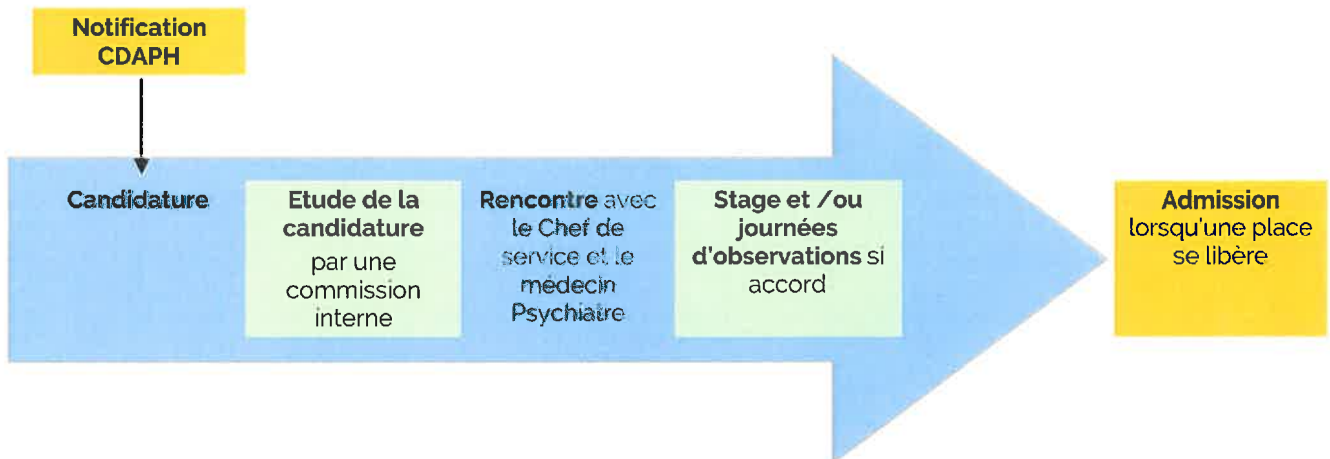 Notification
CDAPH
Candidature
Etude de la
candidature
par une
commission
interne
Rencontre avec
le Chef de
service et le
médecin
Psychiatre
Stage et /ou
journées
d'observations si
accord
Admission
lorsqu'une place
se libère